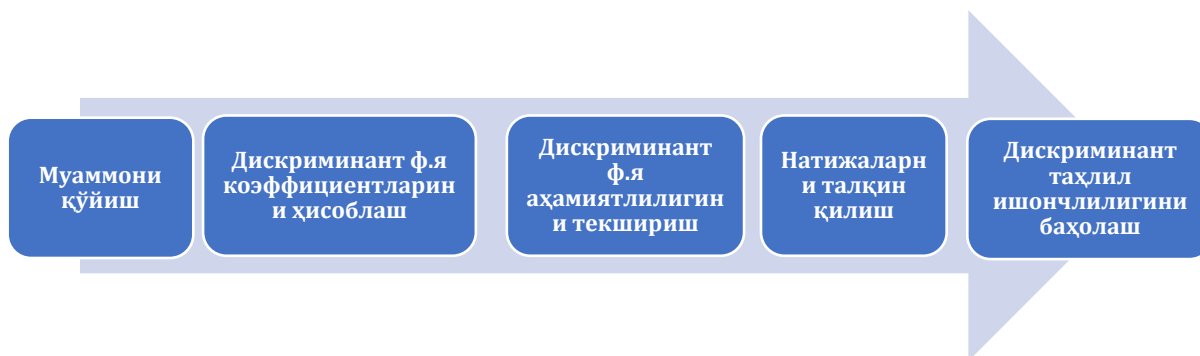 Муаммони
қўйиш
Дискриминант ф.я
коэффициентларин
и ҳисоблаш
Дискриминант
ф.я
аҳамиятлилигин
и текшириш
Натижаларн
и талқин
қилиш
Дискриминант
таҳлил
ишончлилигини
баҳолаш